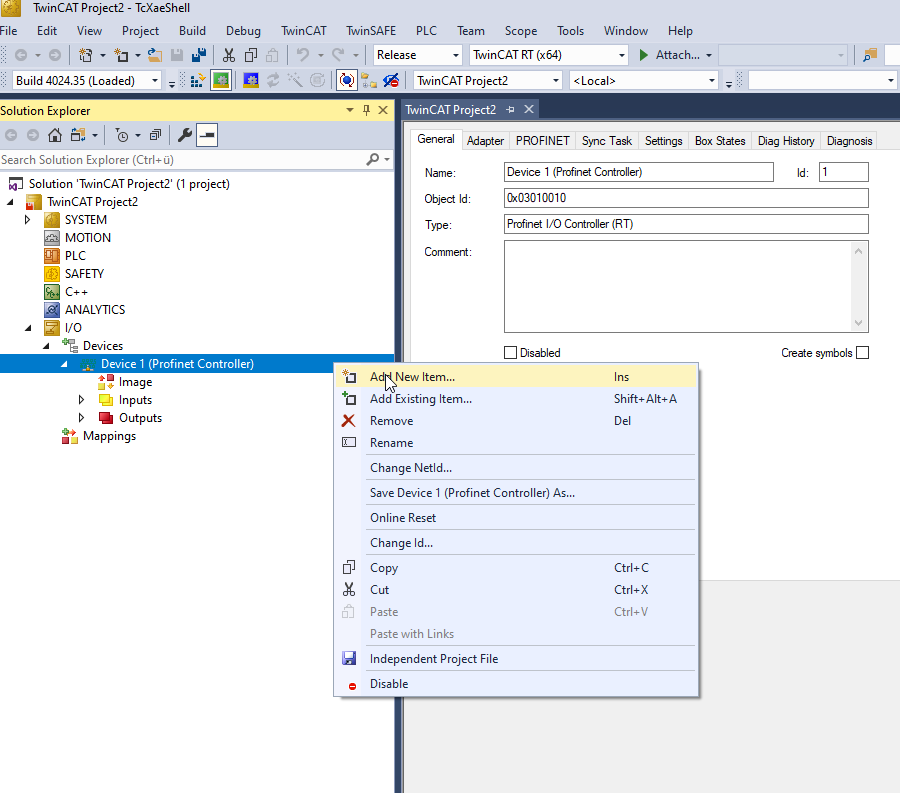 TwinCAT Project2 - TcXaeShell
File Edit View Project Build Debug TwinCAT TwinSAFE PLC Team Scope Tools Window Help
Release TwinCAT RT (x64) Attach...
Build 4024.35 (Loaded) TwinCAT Project2 <Local>
Solution Explorer
Search Solution Explorer (Ctrl+ü)
Solution 'TwinCAT Project2' (1 project)
TwinCAT Project2
SYSTEM
MOTION
PLC
SAFETY
C++
ANALYTICS
I/O
Devices
Device 1 (Profinet Controller)
Image
Inputs
Outputs
Mappings
TwinCAT Project2
General Adapter PROFINET Sync Task Settings Box States Diag History Diagnosis
Name: Device 1 (Profinet Controller) Id: 1
Object Id: 0x03010010
Type: Profinet I/O Controller (RT)
Comment:
Disabled Create symbols
Add New Item... Ins
Add Existing Item... Shift+Alt+A
Remove Del
Rename
Change NetId...
Save Device 1 (Profinet Controller) As...
Online Reset
Change Id...
Copy Ctrl+C
Cut Ctrl+X
Paste Ctrl+V
Paste with Links
Independent Project File
Disable